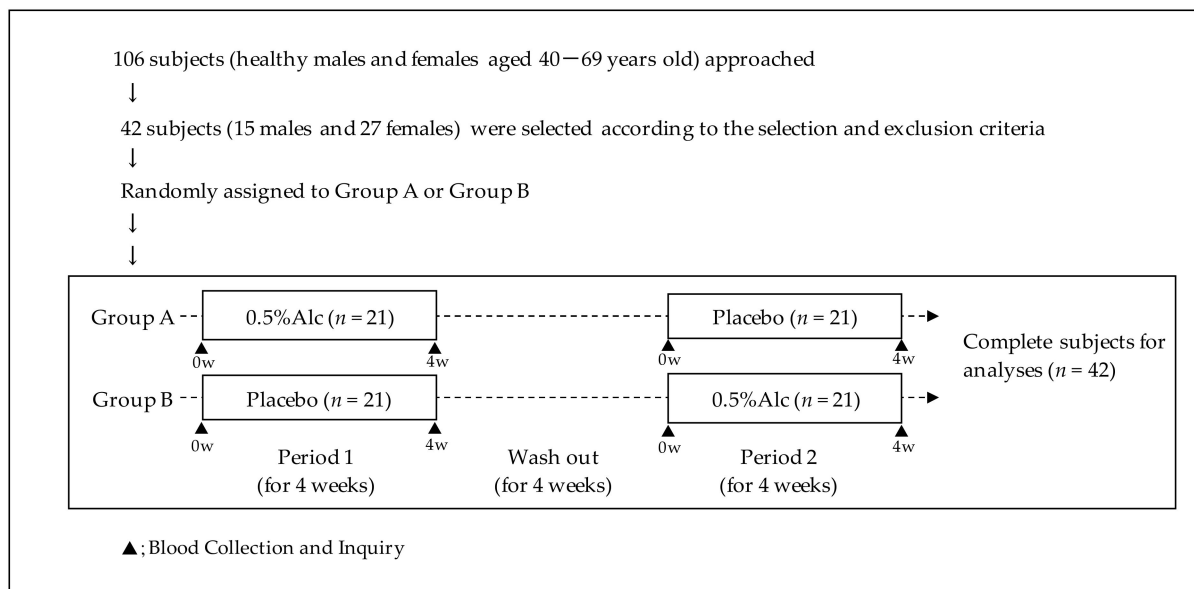 106 subjects (healthy males and females aged 40−69 years old) approached
↓
42 subjects (15 males and 27 females) were selected according to the selection and exclusion criteria
↓
Randomly assigned to Group A or Group B
↓
↓
Group A
0.5%Alc (n = 21)
Placebo (n = 21)
▲ ▲ ▲ ▲
0w 4w 0w 4w
Complete subjects for
analyses (n = 42)
Group B
Placebo (n = 21)
0.5%Alc (n = 21)
▲ ▲ ▲ ▲
0w 4w 0w 4w
Period 1
(for 4 weeks)
Wash out
(for 4 weeks)
Period 2
(for 4 weeks)
▲;Blood Collection and Inquiry